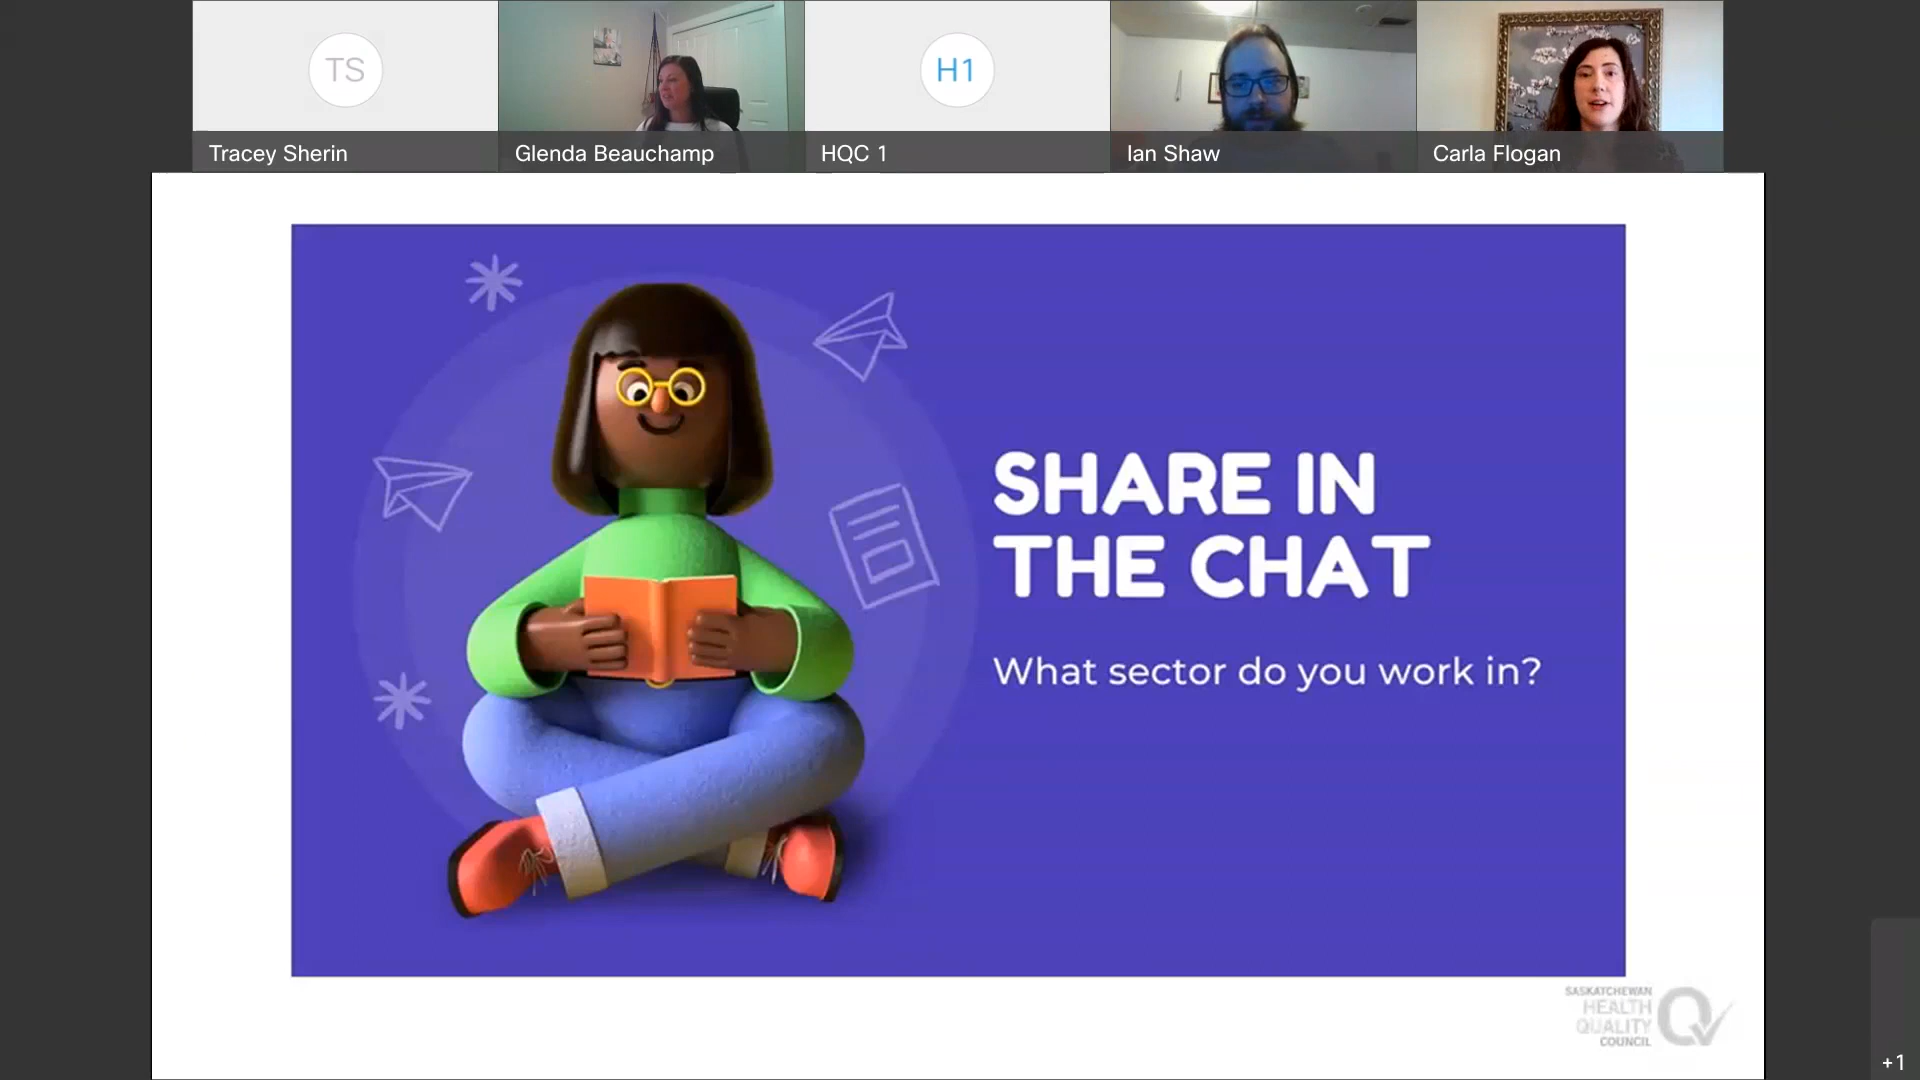 TS
H1
Tracey Sherin
Glenda Beauchamp
HQC 1
Ian Shaw
Carla Flogan
SHARE IN
THE CHAT
What sector do you work in?
SASKATCHEWAN
HEALTH
QUALITY
COUNCIL
+1